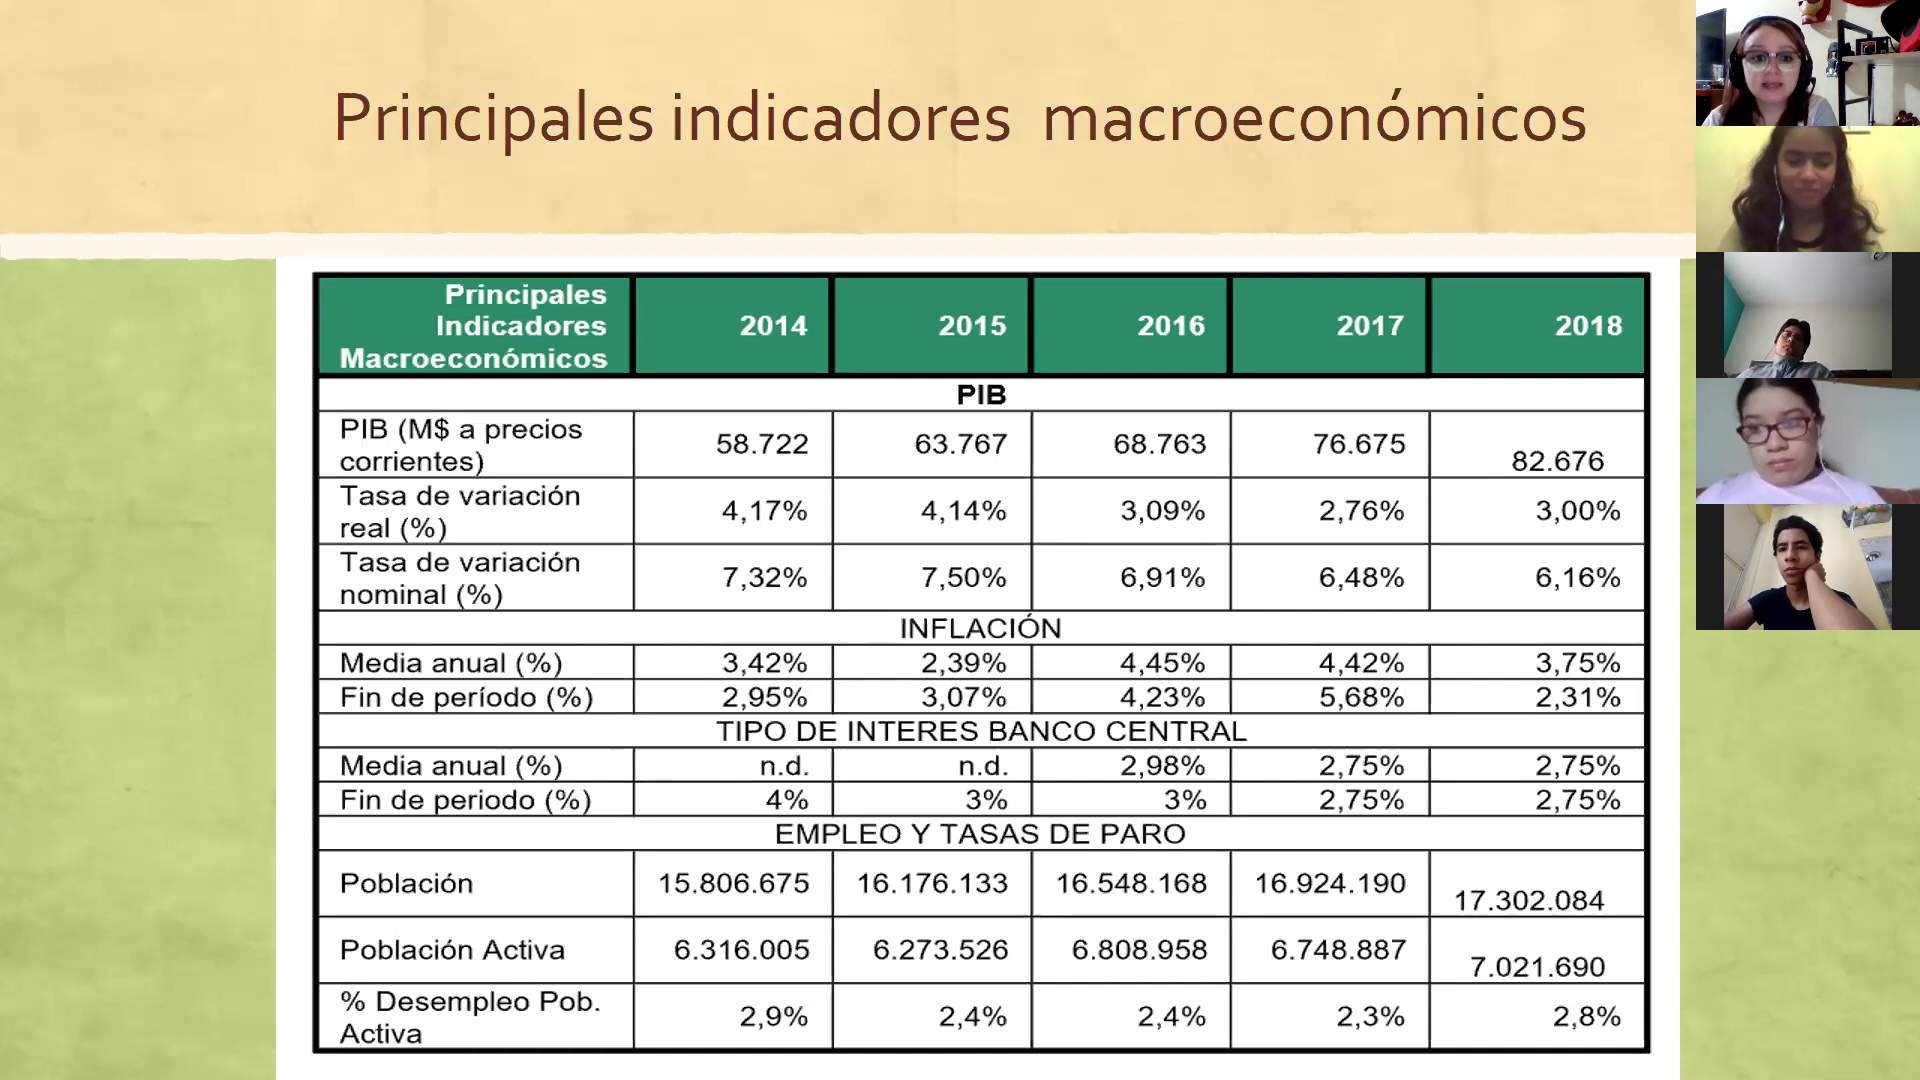 Principales indicadores macroeconómicos
Principales
Indicadores
Macroeconómicos
2014 2015 2016 2017 2018
PIB
PIB (M$ a precios
corrientes)
58.722 63.767 68.763 76.675 82.676
Tasa de variación
real (%)
4,17% 4,14% 3,09% 2,76% 3,00%
Tasa de variación
nominal (%)
7,32% 7,50% 6,91% 6,48% 6,16%
INFLACIÓN
Media anual (%) 3,42% 2,39% 4,45% 4,42% 3,75%
Fin de período (%) 2,95% 3,07% 4,23% 5,68% 2,31%
TIPO DE INTERES BANCO CENTRAL
Media anual (%) n.d. n.d. 2,98% 2,75% 2,75%
Fin de periodo (%) 4% 3% 3% 2,75% 2,75%
EMPLEO Y TASAS DE PARO
Población 15.806.675 16.176.133 16.548.168 16.924.190 17.302.084
Población Activa 6.316.005 6.273.526 6.808.958 6.748.887 7.021.690
% Desempleo Pob.
Activa
2,9% 2,4% 2,4% 2,3% 2,8%